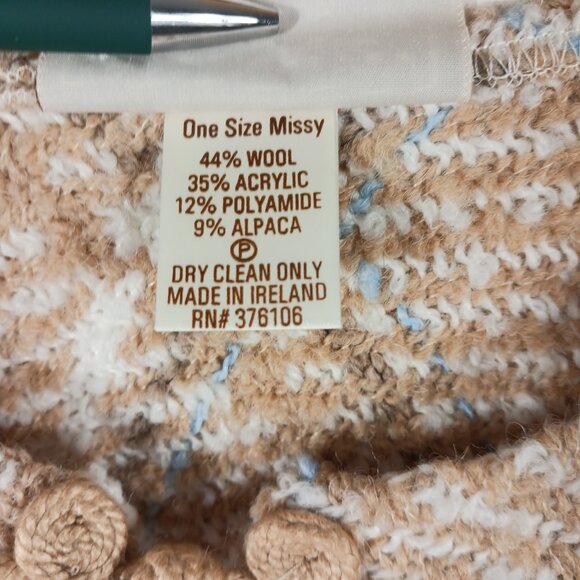 One Size Missy
44% WOOL
35% ACRYLIC
12% POLYAMIDE
9% ALPACA
Ⓟ
DRY CLEAN ONLY
MADE IN IRELAND
RN# 376106